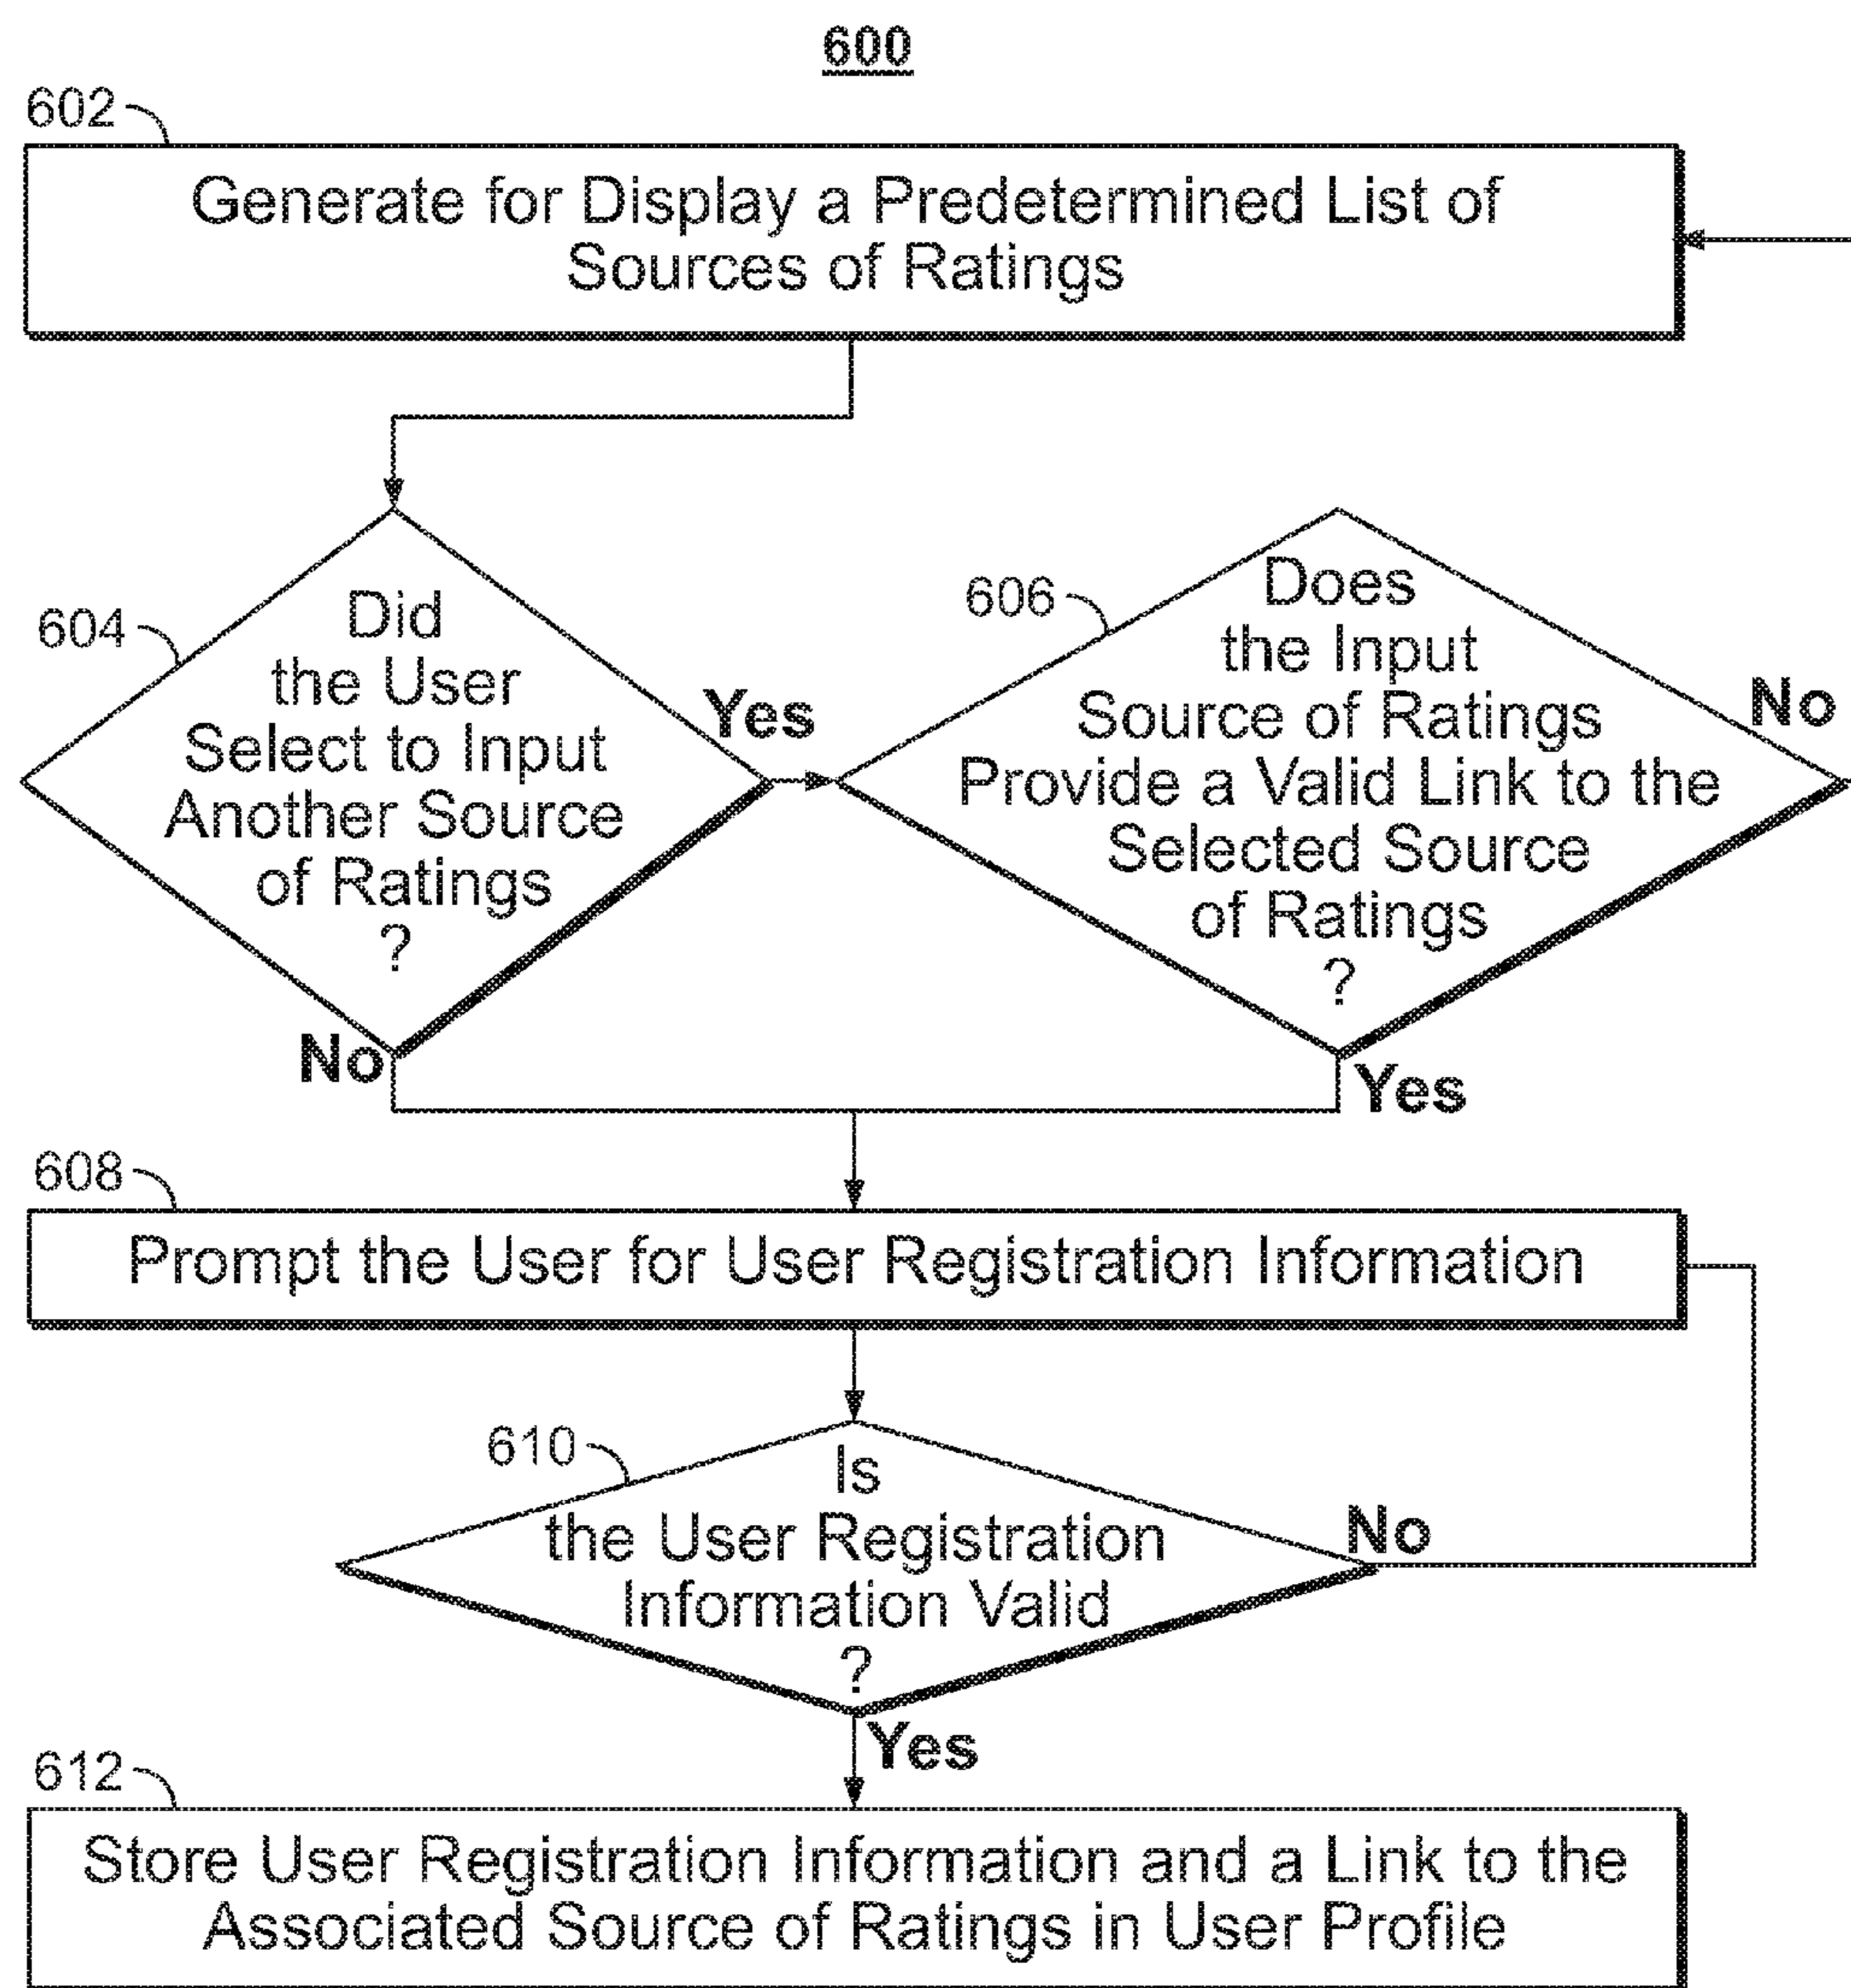 600
602
Generate for Display a Predetermined List of
Sources of Ratings
604
Did
the User
Select to Input
Another Source
of Ratings
?
Yes
No
606
Does
the Input
Source of Ratings
Provide a Valid Link to the
Selected Source
of Ratings
?
No
Yes
608
Prompt the User for User Registration Information
610
Is
the User Registration
Information Valid
?
No
Yes
612
Store User Registration Information and a Link to the
Associated Source of Ratings in User Profile